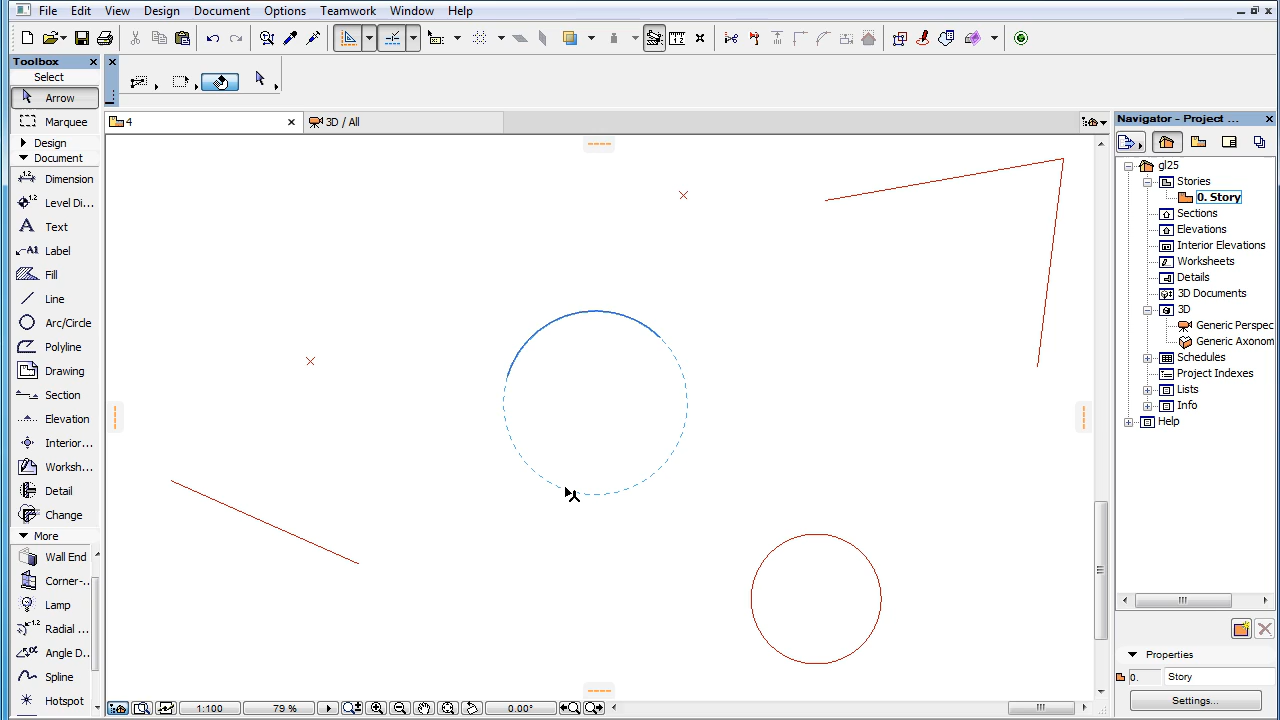 File Edit View Design Document Options Teamwork Window Help
Toolbox
Select
Arrow
Marquee
Design
Document
Dimension
Level Di...
Text
Label
Fill
Line
Arc/Circle
Polyline
Drawing
Section
Elevation
Interior...
Worksh...
Detail
Change
More
Wall End
Corner-..
Lamp
Radial ...
Angle D..
Spline
Hotspot
4
3D / All
1:100
79 %
0.00°
Navigator - Project ...
gl25
Stories
0. Story
Sections
Elevations
Interior Elevations
Worksheets
Details
3D Documents
3D
Generic Perspec
Generic Axonom
Schedules
Project Indexes
Lists
Info
Help
Properties
0. Story
Settings...